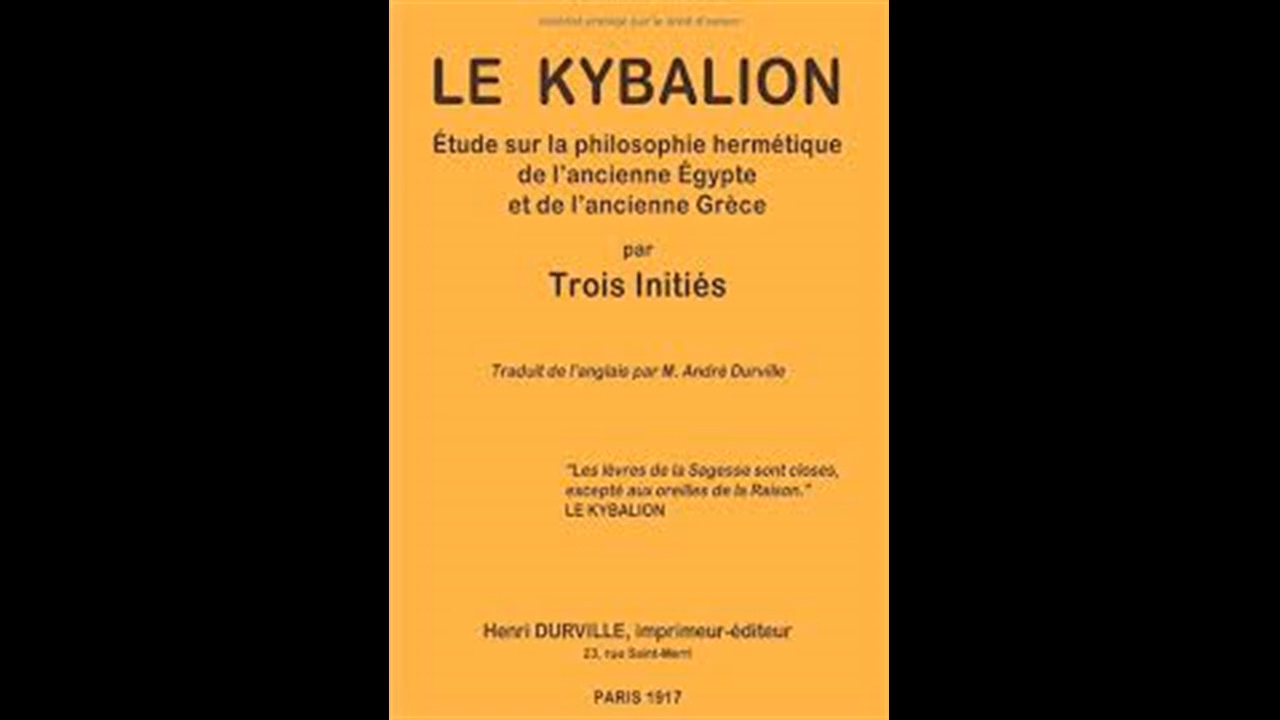 LE KYBALION
Étude sur la philosophie hermétique
de l'ancienne Égypte
et de l'ancienne Grèce
par
Trois Initiés
Traduit de l'anglais par M. André Durville
"Les lèvres de la Sagesse sont closes,
excepté aux oreilles de la Raison."
LE KYBALION
Henri DURVILLE, imprimeur-éditeur
23, rue Saint-Merri
PARIS 1917